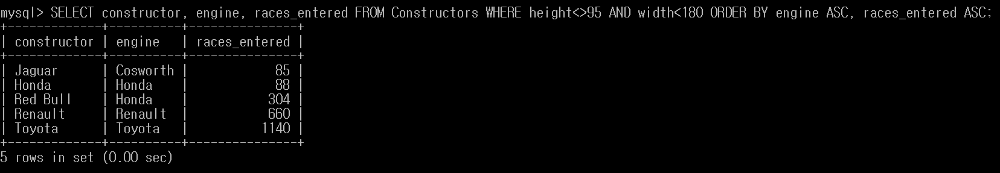 mysql> SELECT constructor, engine, races_entered FROM Constructors WHERE height<>95 AND width<180 ORDER BY engine ASC, races_entered ASC;
+-------------+----------+---------------+
| constructor | engine   | races_entered |
+-------------+----------+---------------+
| Jaguar      | Cosworth |            85 |
| Honda       | Honda    |            88 |
| Red Bull    | Honda    |           304 |
| Renault     | Renault  |           660 |
| Toyota      | Toyota   |          1140 |
+-------------+----------+---------------+
5 rows in set (0.00 sec)